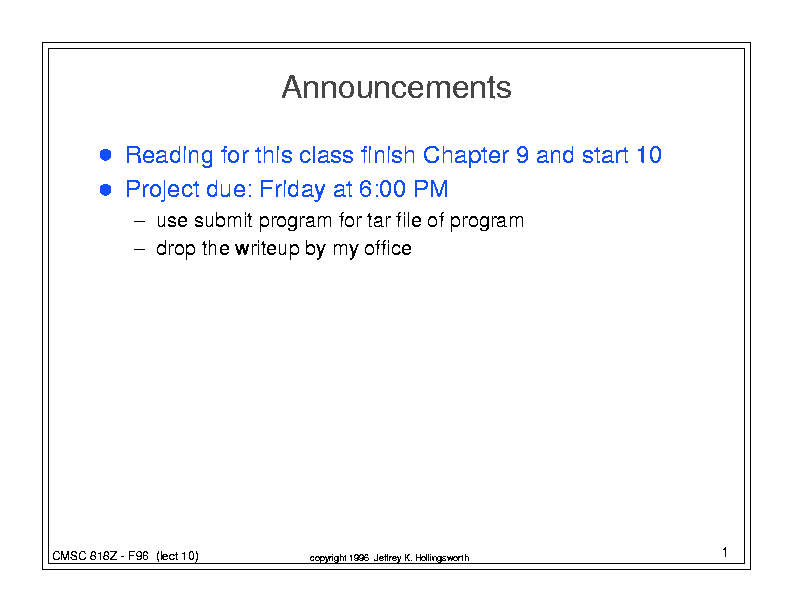 Announcements
● Reading for this class finish Chapter 9 and start 10
● Project due: Friday at 6:00 PM
– use submit program for tar file of program
– drop the writeup by my office
CMSC 818Z - F96 (lect 10)
copyright 1996 Jeffrey K. Hollingsworth
1